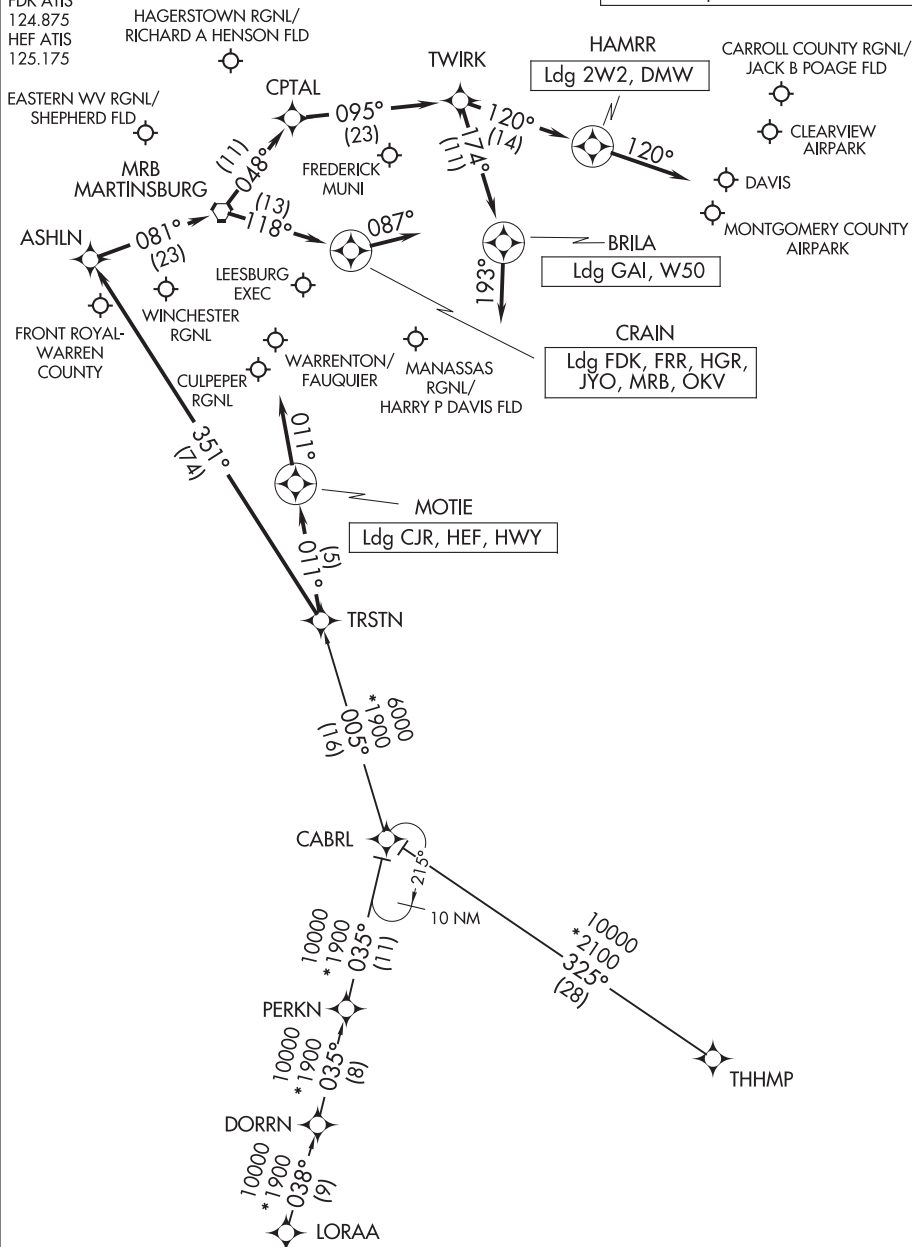 124.875
HEF ATIS
125.175
HAGERSTOWN RGNL/
RICHARD A HENSON FLD
TWIRK
HAMRR
Ldg 2W2, DMW
CARROLL COUNTY RGNL/
JACK B POAGE FLD
CPTAL
095°
(23)
120°
(14)
EASTERN WV RGNL/
SHEPHERD FLD
CLEARVIEW
AIRPARK
(11)
048°
174°
(11)
120°
FREDERICK
MUNI
MRB
MARTINSBURG
DAVIS
(13)
118°
087°
MONTGOMERY COUNTY
AIRPARK
ASHLN
081°
(23)
BRILA
Ldg GAI, W50
193°
LEESBURG
EXEC
WINCHESTER
RGNL
FRONT ROYAL-
WARREN
COUNTY
CRAIN
Ldg FDK, FRR, HGR,
JYO, MRB, OKV
WARRENTON/
FAUQUIER
MANASSAS
RGNL/
HARRY P DAVIS FLD
CULPEPER
RGNL
351°
(74)
011°
MOTIE
Ldg CJR, HEF, HWY
011°
(5)
TRSTN
6000
*1900
005°
(16)
CABRL
215°
10 NM
10000
*1900
035°
(11)
10000
*2100
325°
(28)
PERKN
10000
*1900
035°
(8)
THHMP
DORRN
10000
*1900
038°
(9)
LORAA